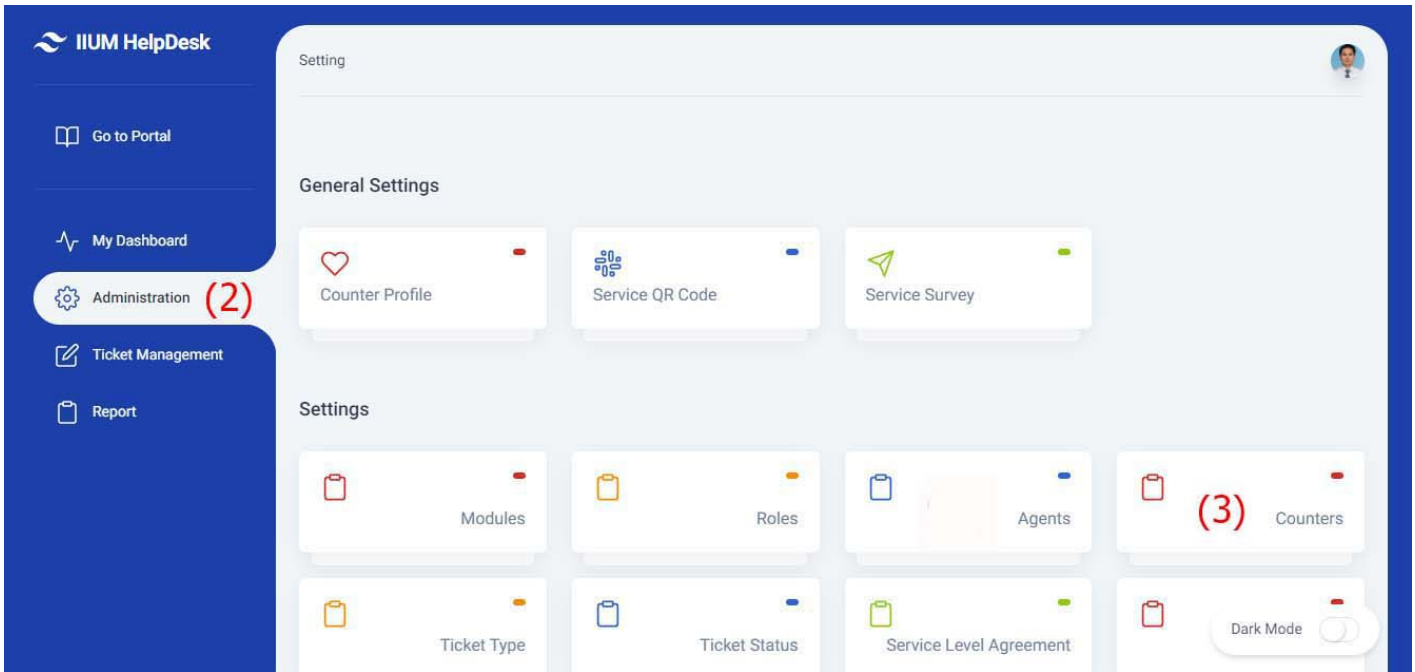 IIUM HelpDesk
Setting
Go to Portal
General Settings
My Dashboard
Administration (2)
Ticket Management
Report
Counter Profile
Service QR Code
Service Survey
Settings
Modules
Roles
Agents
(3) Counters
Ticket Type
Ticket Status
Service Level Agreement
Dark Mode